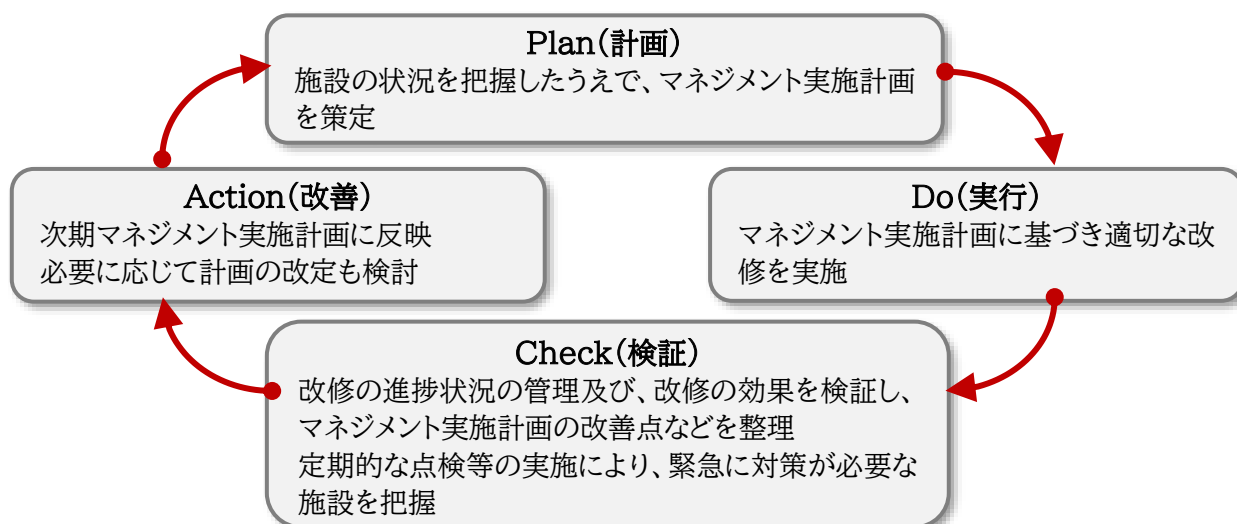 Plan(計画)
施設の状況を把握したうえで、マネジメント実施計画
を策定
Action(改善)
次期マネジメント実施計画に反映
必要に応じて計画の改定も検討
Do(実行)
マネジメント実施計画に基づき適切な改
修を実施
Check(検証)
改修の進捗状況の管理及び、改修の効果を検証し、
マネジメント実施計画の改善点などを整理
定期的な点検等の実施により、緊急に対策が必要な
施設を把握